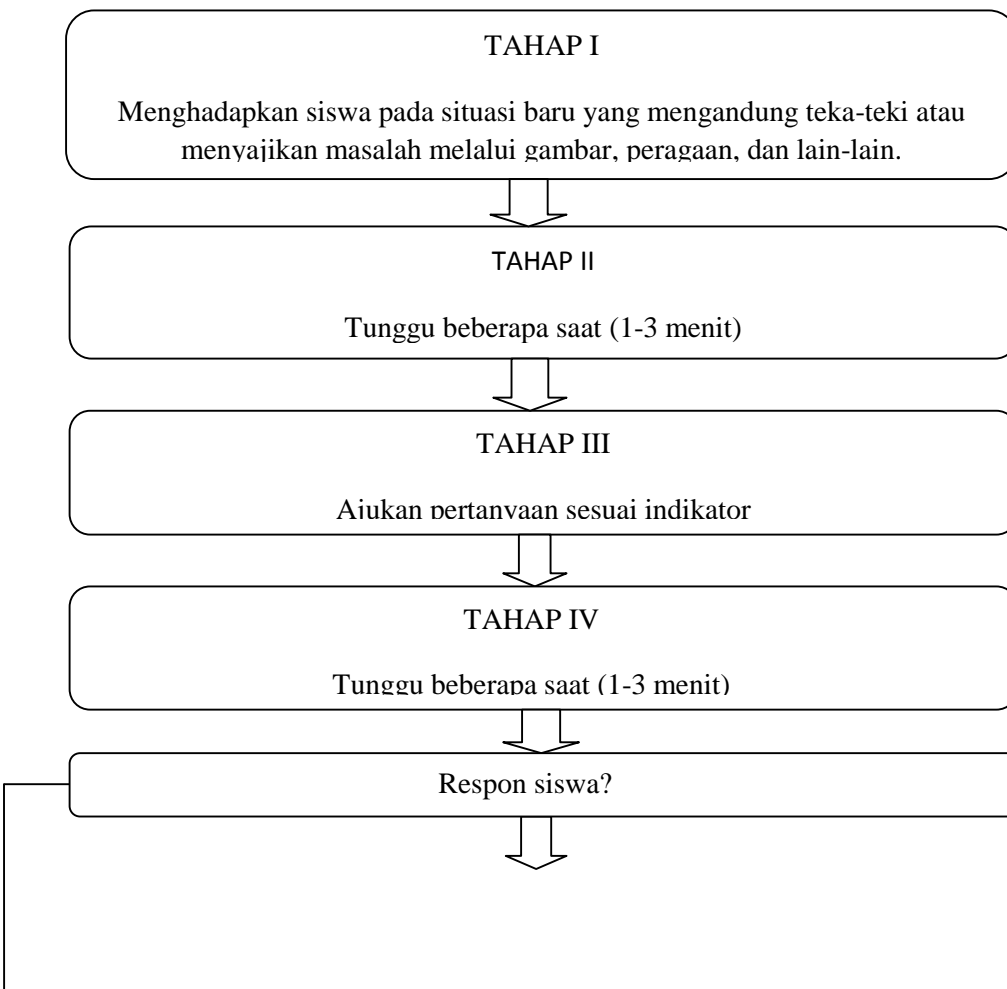 TAHAP I
Menghadapkan siswa pada situasi baru yang mengandung teka-teki atau
menyajikan masalah melalui gambar, peragaan, dan lain-lain.
TAHAP II
Tunggu beberapa saat (1-3 menit)
TAHAP III
Ajukan pertanyaan sesuai indikator
TAHAP IV
Tunggu beberapa saat (1-3 menit)
Respon siswa?